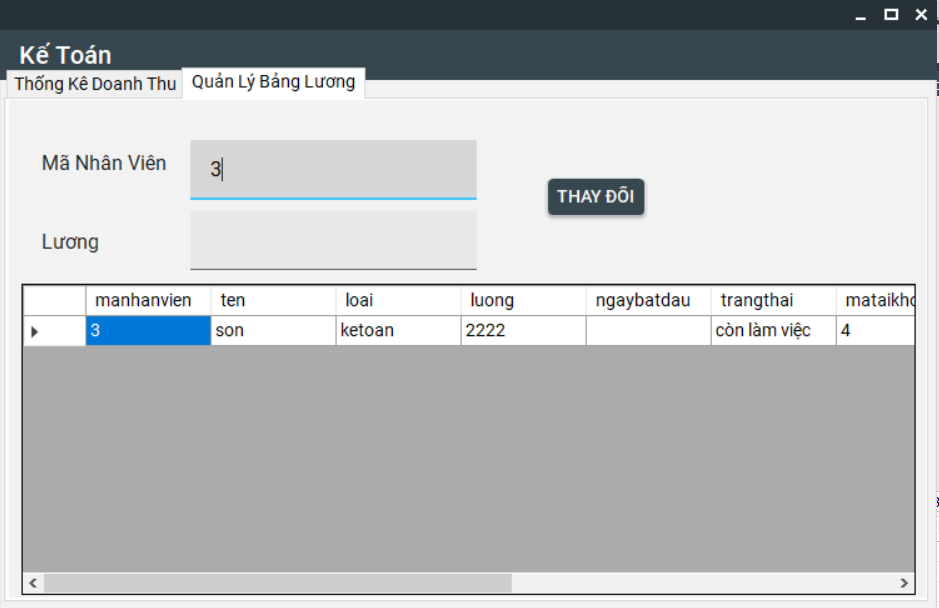 Kế Toán
Thống Kê Doanh Thu Quản Lý Bảng Lương
Mã Nhân Viên 3
THAY ĐỔI
Lương
manhanvien ten loai luong ngaybatdau trangthai mataikho
3 son ketoan 2222 còn làm việc 4